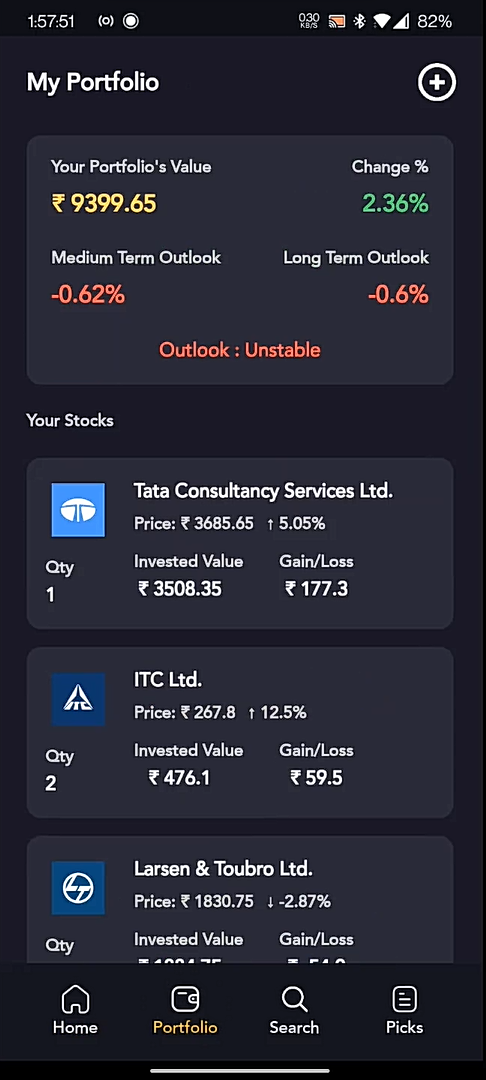 1:57:51 0.30 KB/S 82%
My Portfolio
Your Portfolio's Value Change %
₹ 9399.65 2.36%
Medium Term Outlook Long Term Outlook
-0.62% -0.6%
Outlook : Unstable
Your Stocks
Tata Consultancy Services Ltd.
Price: ₹ 3685.65 ↑ 5.05%
Qty Invested Value Gain/Loss
1 ₹ 3508.35 ₹ 177.3
ITC Ltd.
Price: ₹ 267.8 ↑ 12.5%
Qty Invested Value Gain/Loss
2 ₹ 476.1 ₹ 59.5
Larsen & Toubro Ltd.
Price: ₹ 1830.75 ↓ -2.87%
Qty Invested Value Gain/Loss
Home Portfolio Search Picks